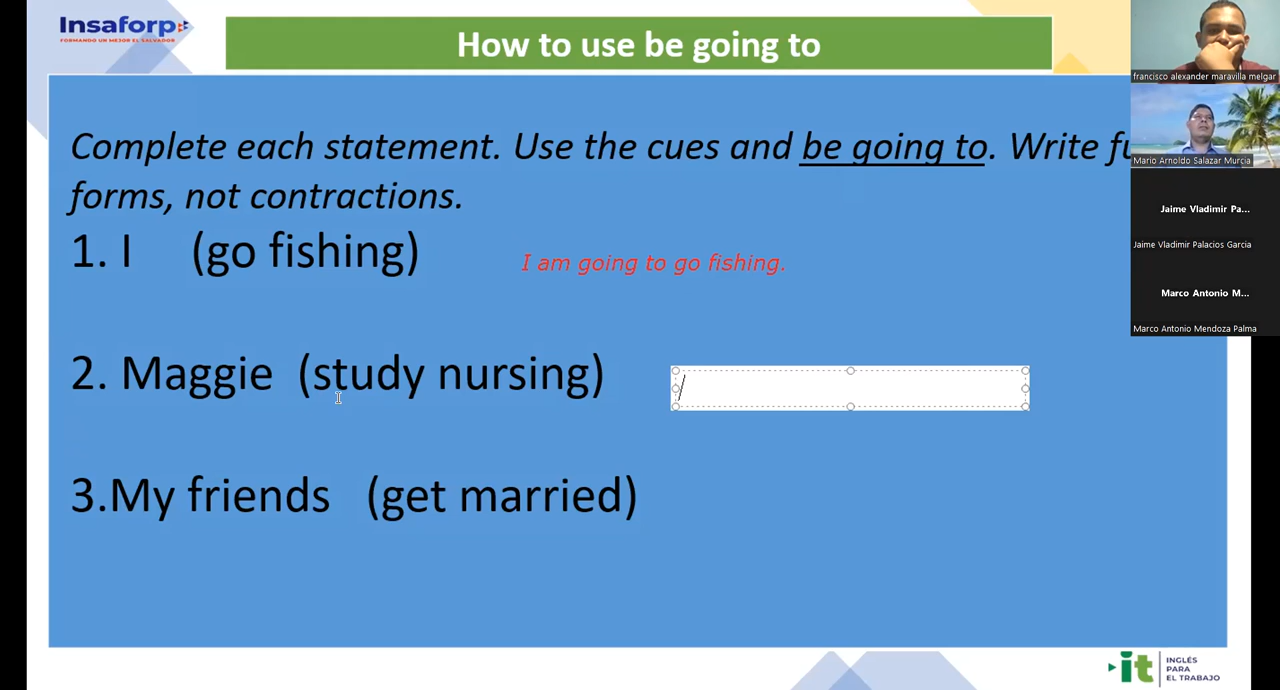 Insaforp
FORMANDO UN MEJOR EL SALVADOR
How to use be going to
Complete each statement. Use the cues and be going to. Write
forms, not contractions.
1. I (go fishing)
I am going to go fishing.
2. Maggie (study nursing)
3.My friends (get married)
francisco alexander maravilla melgar
Mario Arnoldo Salazar Murcia
Jaime Vladimir Pa...
Jaime Vladimir Palacios Garcia
Marco Antonio M...
Marco Antonio Mendoza Palma
it
INGLÉS
PARA
EL TRABAJO